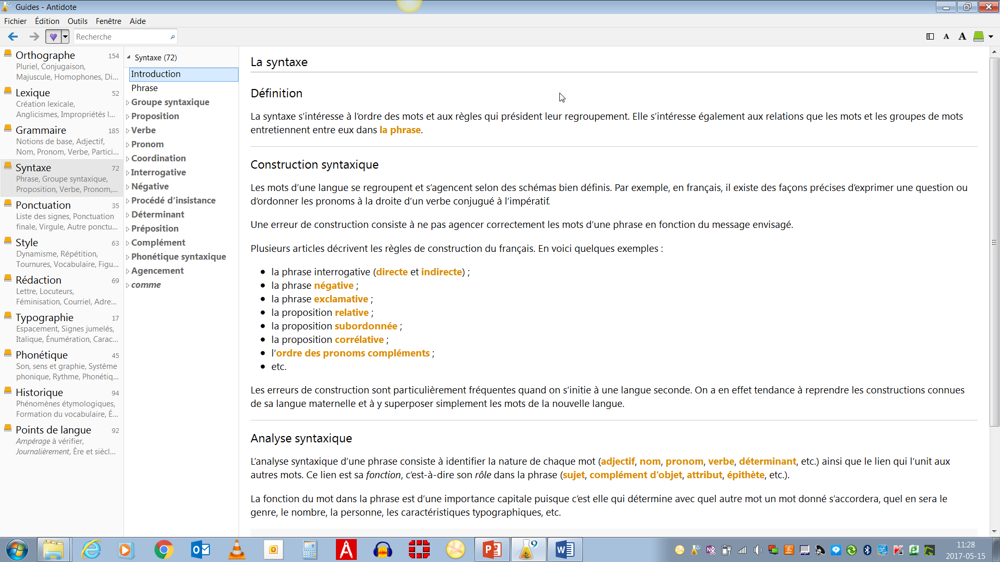 Guides - Antidote
Fichier Édition Outils Fenêtre Aide
Recherche
A A
Orthographe 154
Pluriel, Conjugaison,
Majuscule, Homophones, Di...
Lexique 52
Création lexicale,
Anglicismes, Impropriétés l...
Grammaire 185
Notions de base, Adjectif,
Nom, Pronom, Verbe, Partici...
Syntaxe 72
Phrase, Groupe syntaxique,
Proposition, Verbe, Pronom,...
Ponctuation 35
Liste des signes, Ponctuation
finale, Virgule, Autre ponctu...
Style 63
Dynamisme, Répétition,
Tournures, Vocabulaire, Figu...
Rédaction 69
Lettre, Locuteurs,
Féminisation, Courriel, Adre...
Typographie 17
Espacement, Signes jumelés,
Italique, Énumération, Carac...
Phonétique 45
Son, sens et graphie, Système
phonique, Rythme, Phonétiq...
Historique 94
Phénomènes étymologiques,
Formation du vocabulaire, É...
Points de langue 92
Ampérage à vérifier,
Journalièrement, Ère et siècl...
Syntaxe (72)
Introduction
Phrase
Groupe syntaxique
Proposition
Verbe
Pronom
Coordination
Interrogative
Négative
Procédé d’insistance
Déterminant
Préposition
Complément
Phonétique syntaxique
Agencement
comme
La syntaxe
Définition
La syntaxe s’intéresse à l’ordre des mots et aux règles qui président leur regroupement. Elle s’intéresse également aux relations que les mots et les groupes de mots
entretiennent entre eux dans la phrase.
Construction syntaxique
Les mots d’une langue se regroupent et s’agencent selon des schémas bien définis. Par exemple, en français, il existe des façons précises d’exprimer une question ou
d’ordonner les pronoms à la droite d’un verbe conjugué à l’impératif.
Une erreur de construction consiste à ne pas agencer correctement les mots d’une phrase en fonction du message envisagé.
Plusieurs articles décrivent les règles de construction du français. En voici quelques exemples :
• la phrase interrogative (directe et indirecte) ;
• la phrase négative ;
• la phrase exclamative ;
• la proposition relative ;
• la proposition subordonnée ;
• la proposition corrélative ;
• l’ordre des pronoms compléments ;
• etc.
Les erreurs de construction sont particulièrement fréquentes quand on s’initie à une langue seconde. On a en effet tendance à reprendre les constructions connues
de sa langue maternelle et à y superposer simplement les mots de la nouvelle langue.
Analyse syntaxique
L’analyse syntaxique d’une phrase consiste à identifier la nature de chaque mot (adjectif, nom, pronom, verbe, déterminant, etc.) ainsi que le lien qui l’unit aux
autres mots. Ce lien est sa fonction, c’est-à-dire son rôle dans la phrase (sujet, complément d’objet, attribut, épithète, etc.).
La fonction du mot dans la phrase est d’une importance capitale puisque c’est elle qui détermine avec quel autre mot un mot donné s’accordera, quel en sera le
genre, le nombre, la personne, les caractéristiques typographiques, etc.
11:28
2017-05-15